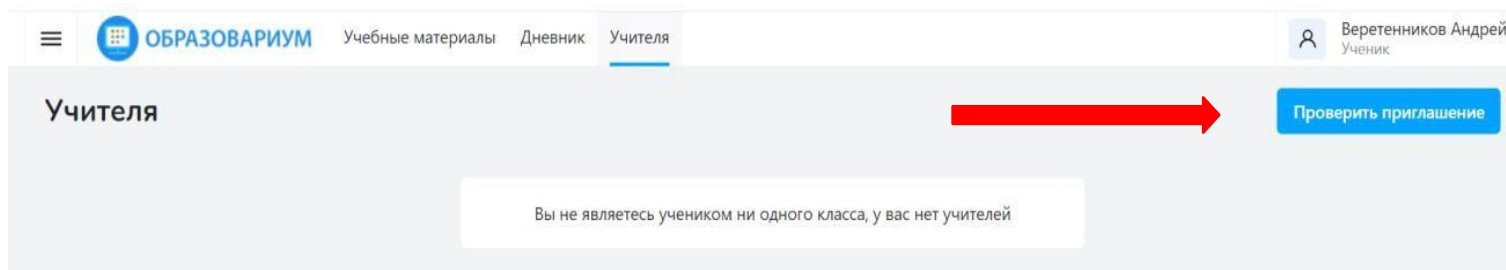 ОБРАЗОВАРИУМ Учебные материалы Дневник Учителя Веретенников Андрей
Ученик
Учителя Проверить приглашение
Вы не являетесь учеником ни одного класса, у вас нет учителей